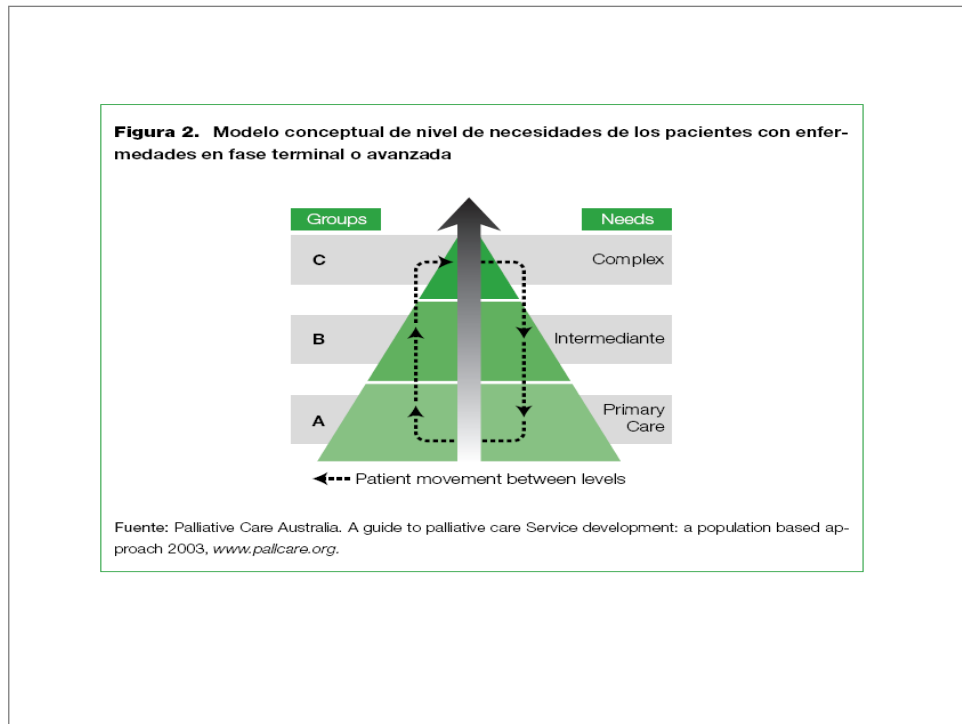 Figura 2. Modelo conceptual de nivel de necesidades de los pacientes con enfer-
medades en fase terminal o avanzada
Groups
Needs
C
Complex
B
Intermediante
A
Primary
Care
Patient movement between levels
Fuente: Palliative Care Australia. A guide to palliative care Service development: a population based ap-
proach 2003, www.pallcare.org.